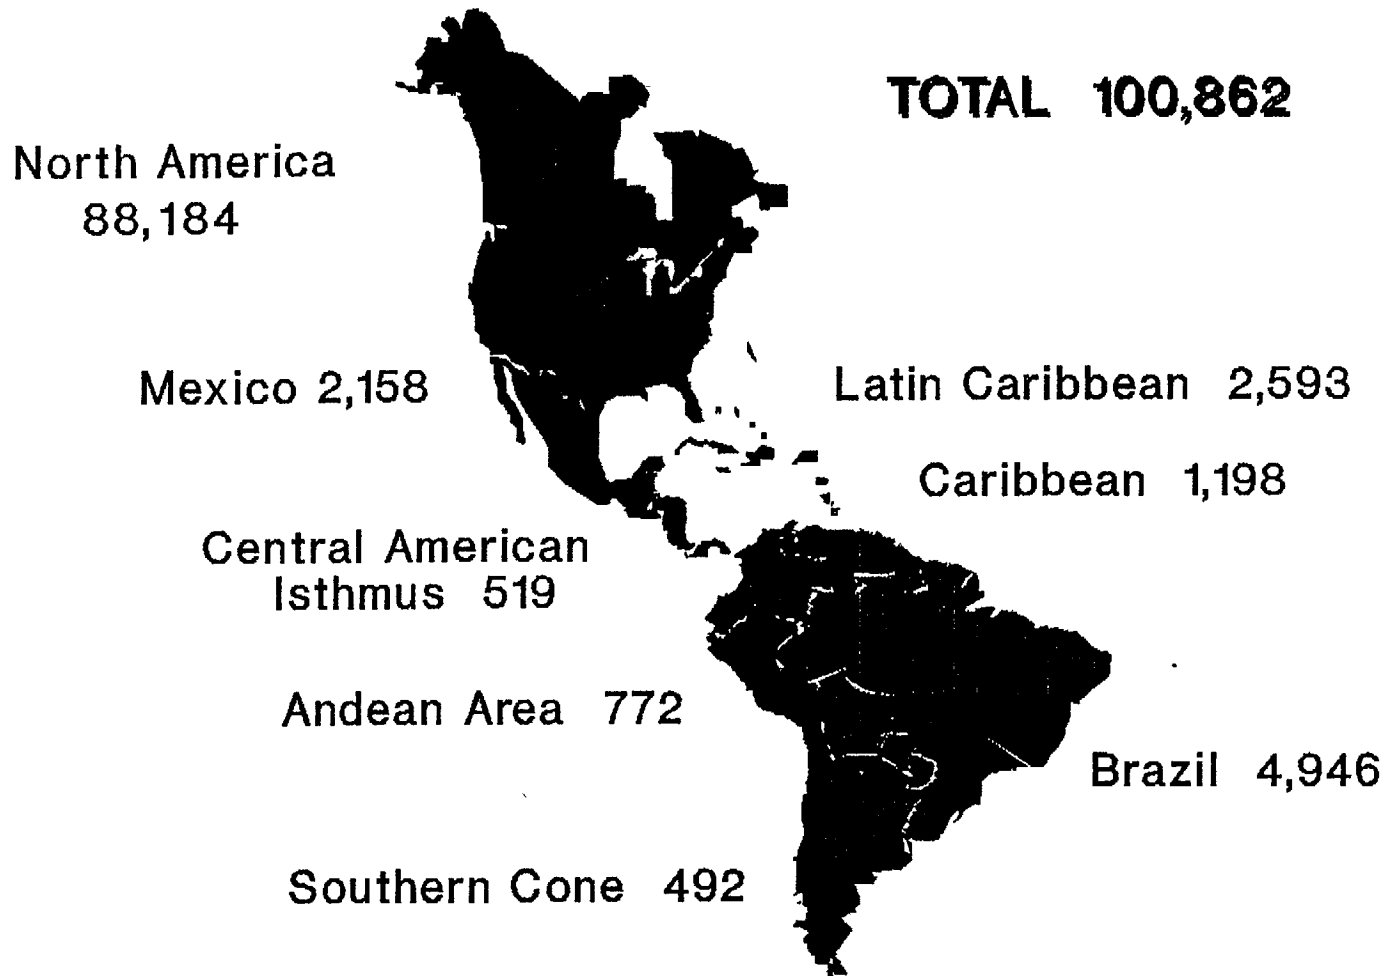 TOTAL 100,862
North America
88,184
Mexico 2,158
Latin Caribbean 2,593
Caribbean 1,198
Central American
Isthmus 519
Andean Area 772
Brazil 4,946
Southern Cone 492